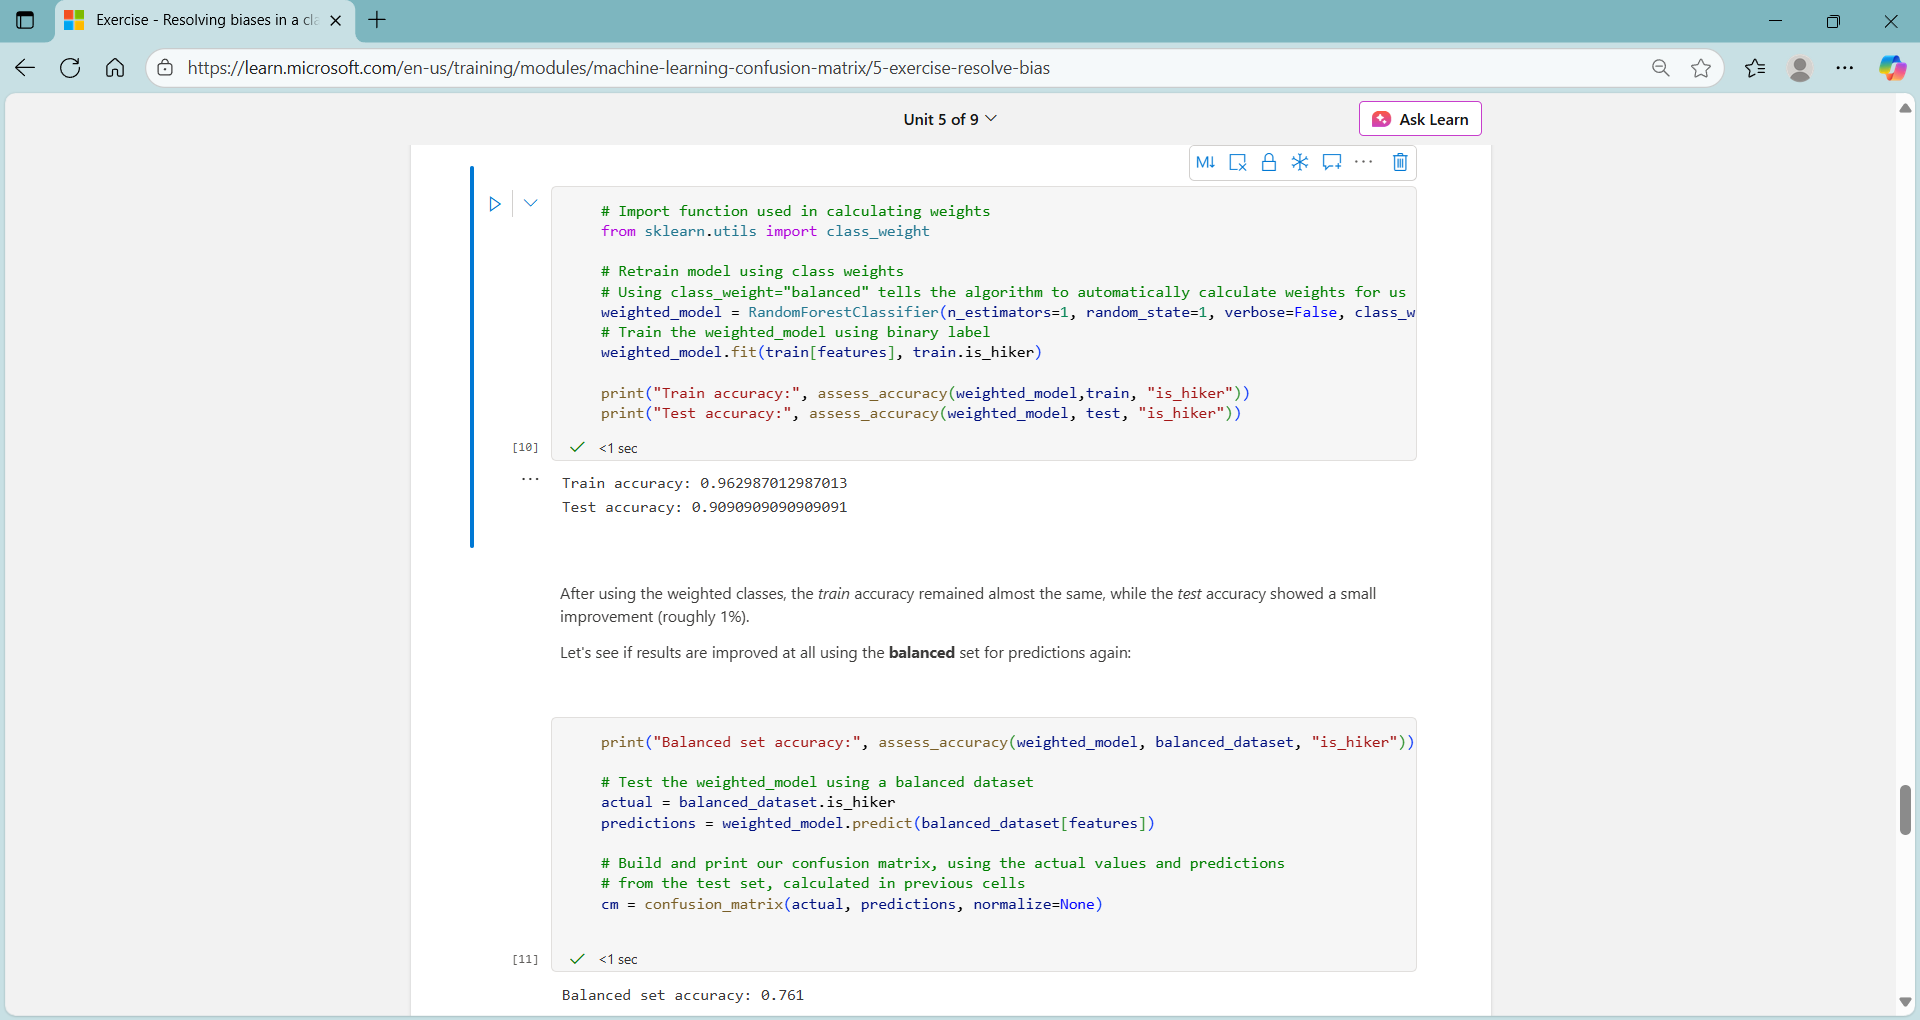 Exercise - Resolving biases in a cla
https://learn.microsoft.com/en-us/training/modules/machine-learning-confusion-matrix/5-exercise-resolve-bias
Unit 5 of 9
Ask Learn
M↓
# Import function used in calculating weights
from sklearn.utils import class_weight
# Retrain model using class weights
# Using class_weight="balanced" tells the algorithm to automatically calculate weights for us
weighted_model = RandomForestClassifier(n_estimators=1, random_state=1, verbose=False, class_w
# Train the weighted_model using binary label
weighted_model.fit(train[features], train.is_hiker)
print("Train accuracy:", assess_accuracy(weighted_model,train, "is_hiker"))
print("Test accuracy:", assess_accuracy(weighted_model, test, "is_hiker"))
[10]
<1 sec
Train accuracy: 0.962987012987013
Test accuracy: 0.9090909090909091
After using the weighted classes, the train accuracy remained almost the same, while the test accuracy showed a small
improvement (roughly 1%).
Let's see if results are improved at all using the balanced set for predictions again:
print("Balanced set accuracy:", assess_accuracy(weighted_model, balanced_dataset, "is_hiker"))
# Test the weighted_model using a balanced dataset
actual = balanced_dataset.is_hiker
predictions = weighted_model.predict(balanced_dataset[features])
# Build and print our confusion matrix, using the actual values and predictions
# from the test set, calculated in previous cells
cm = confusion_matrix(actual, predictions, normalize=None)
[11]
<1 sec
Balanced set accuracy: 0.761